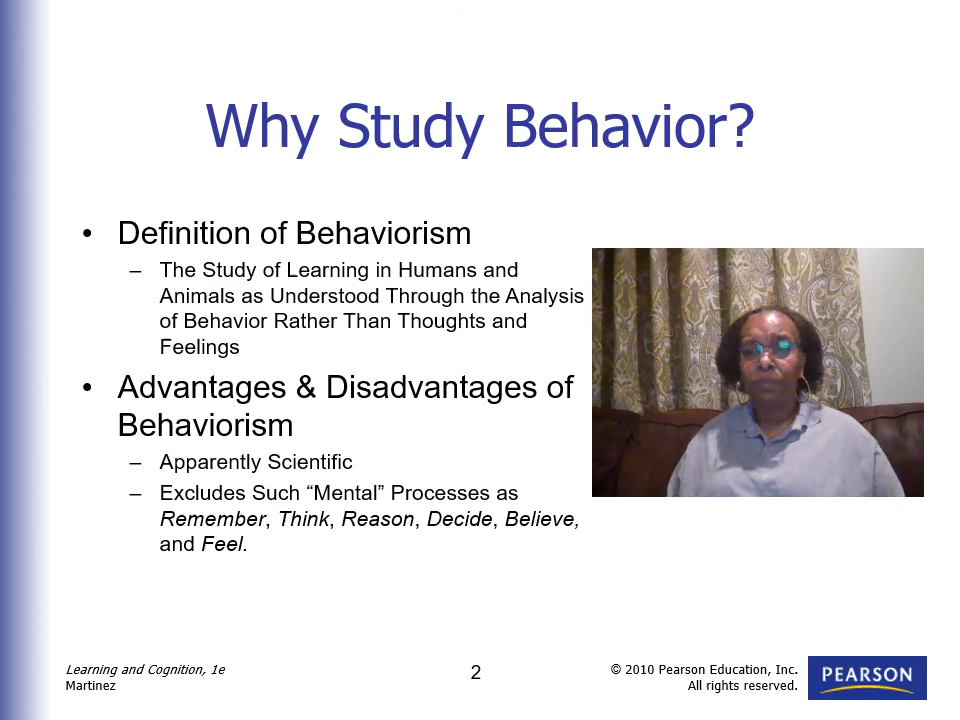 Why Study Behavior?
• Definition of Behaviorism
– The Study of Learning in Humans and
Animals as Understood Through the Analysis
of Behavior Rather Than Thoughts and
Feelings
• Advantages & Disadvantages of
Behaviorism
– Apparently Scientific
– Excludes Such “Mental” Processes as
Remember, Think, Reason, Decide, Believe,
and Feel.
Learning and Cognition, 1e
Martinez
2
© 2010 Pearson Education, Inc.
All rights reserved.
PEARSON